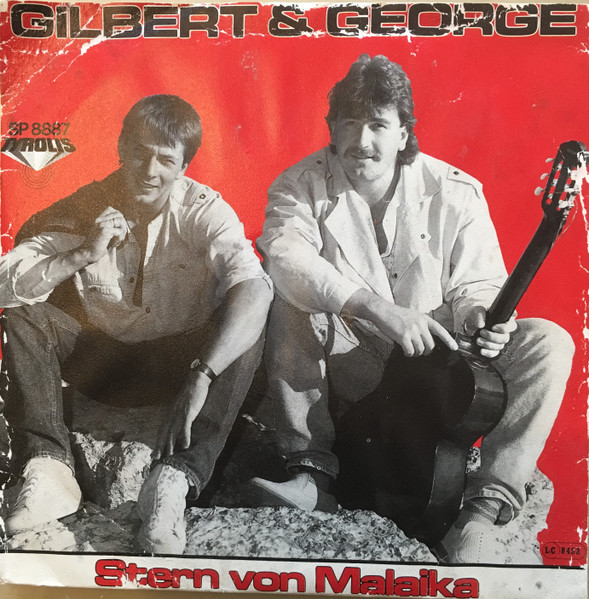 GILBERT & GEORGE
SP 8887
TYROLIS
LC 8452
Stern von Malaika